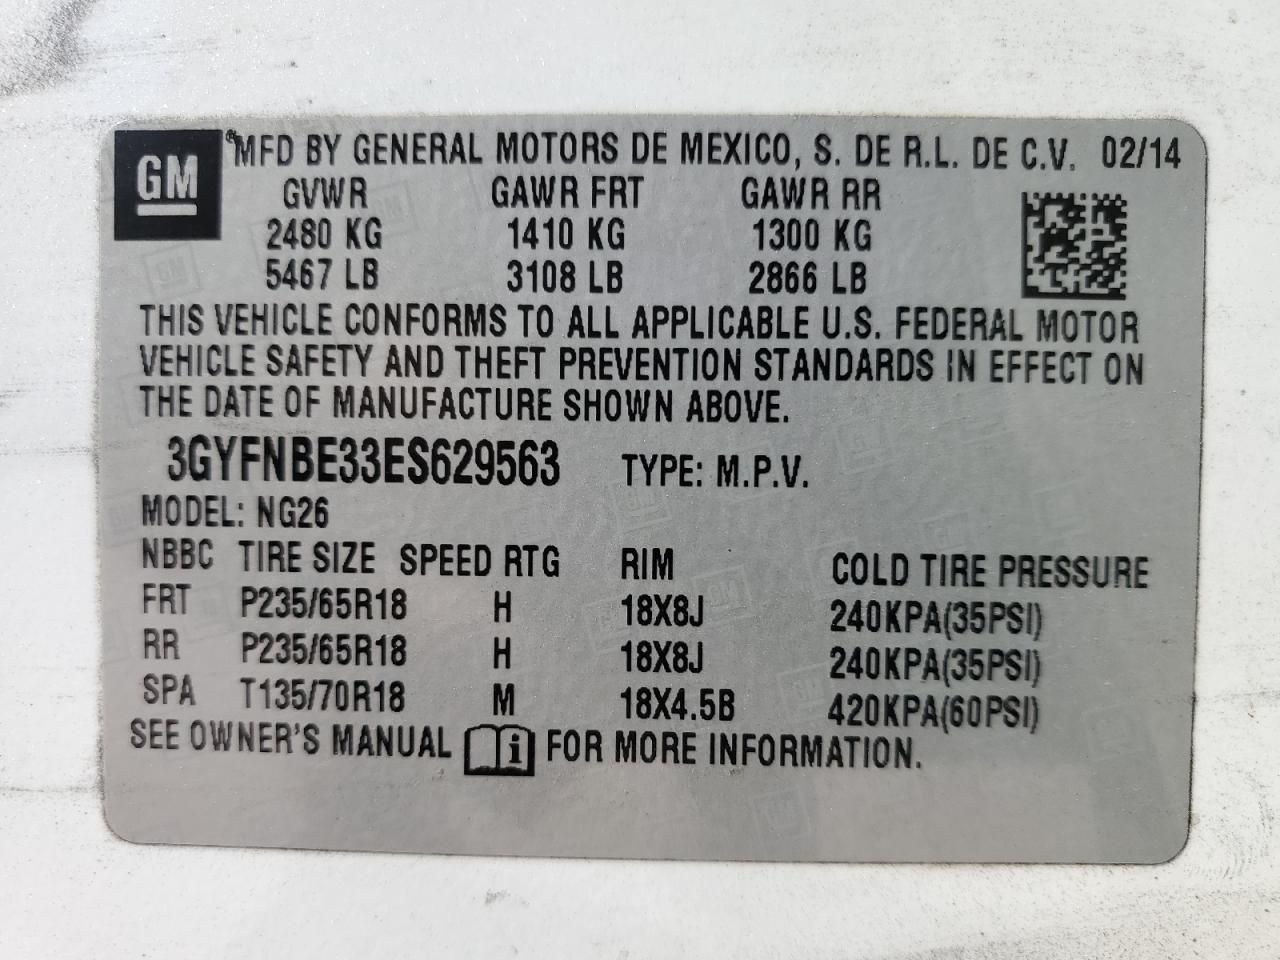 GM ® MFD BY GENERAL MOTORS DE MEXICO, S. DE R.L. DE C.V. 02/14
GVWR GAWR FRT GAWR RR
2480 KG 1410 KG 1300 KG
5467 LB 3108 LB 2866 LB
THIS VEHICLE CONFORMS TO ALL APPLICABLE U.S. FEDERAL MOTOR
VEHICLE SAFETY AND THEFT PREVENTION STANDARDS IN EFFECT ON
THE DATE OF MANUFACTURE SHOWN ABOVE.
3GYFNBE33ES629563 TYPE: M.P.V.
MODEL: NG26
NBBC TIRE SIZE SPEED RTG RIM COLD TIRE PRESSURE
FRT P235/65R18 H 18X8J 240KPA(35PSI)
RR P235/65R18 H 18X8J 240KPA(35PSI)
SPA T135/70R18 M 18X4.5B 420KPA(60PSI)
SEE OWNER'S MANUAL i FOR MORE INFORMATION.